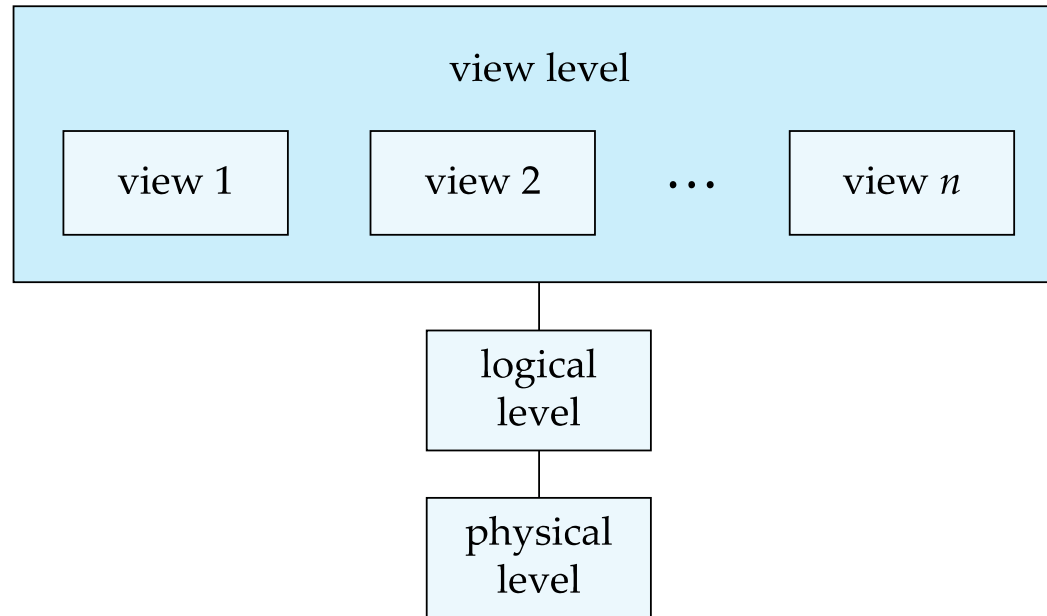 view level
view 1 view 2 ... view n
logical
level
physical
level